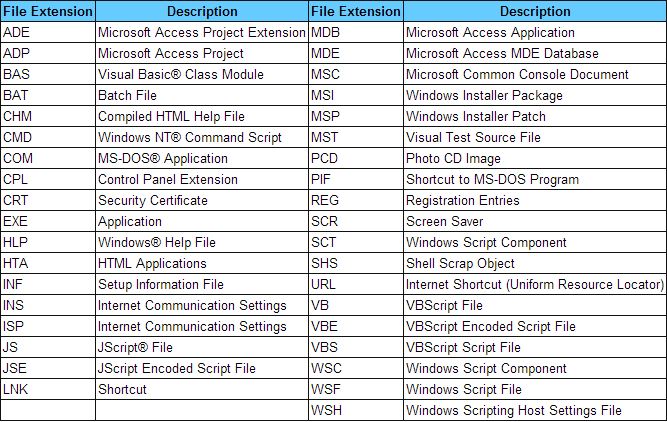 File Extension Description File Extension Description
ADE Microsoft Access Project Extension MDB Microsoft Access Application
ADP Microsoft Access Project MDE Microsoft Access MDE Database
BAS Visual Basic® Class Module MSC Microsoft Common Console Document
BAT Batch File MSI Windows Installer Package
CHM Compiled HTML Help File MSP Windows Installer Patch
CMD Windows NT® Command Script MST Visual Test Source File
COM MS-DOS® Application PCD Photo CD Image
CPL Control Panel Extension PIF Shortcut to MS-DOS Program
CRT Security Certificate REG Registration Entries
EXE Application SCR Screen Saver
HLP Windows® Help File SCT Windows Script Component
HTA HTML Applications SHS Shell Scrap Object
INF Setup Information File URL Internet Shortcut (Uniform Resource Locator)
INS Internet Communication Settings VB VBScript File
ISP Internet Communication Settings VBE VBScript Encoded Script File
JS JScript® File VBS VBScript Script File
JSE JScript Encoded Script File WSC Windows Script Component
LNK Shortcut WSF Windows Script File
WSH Windows Scripting Host Settings File